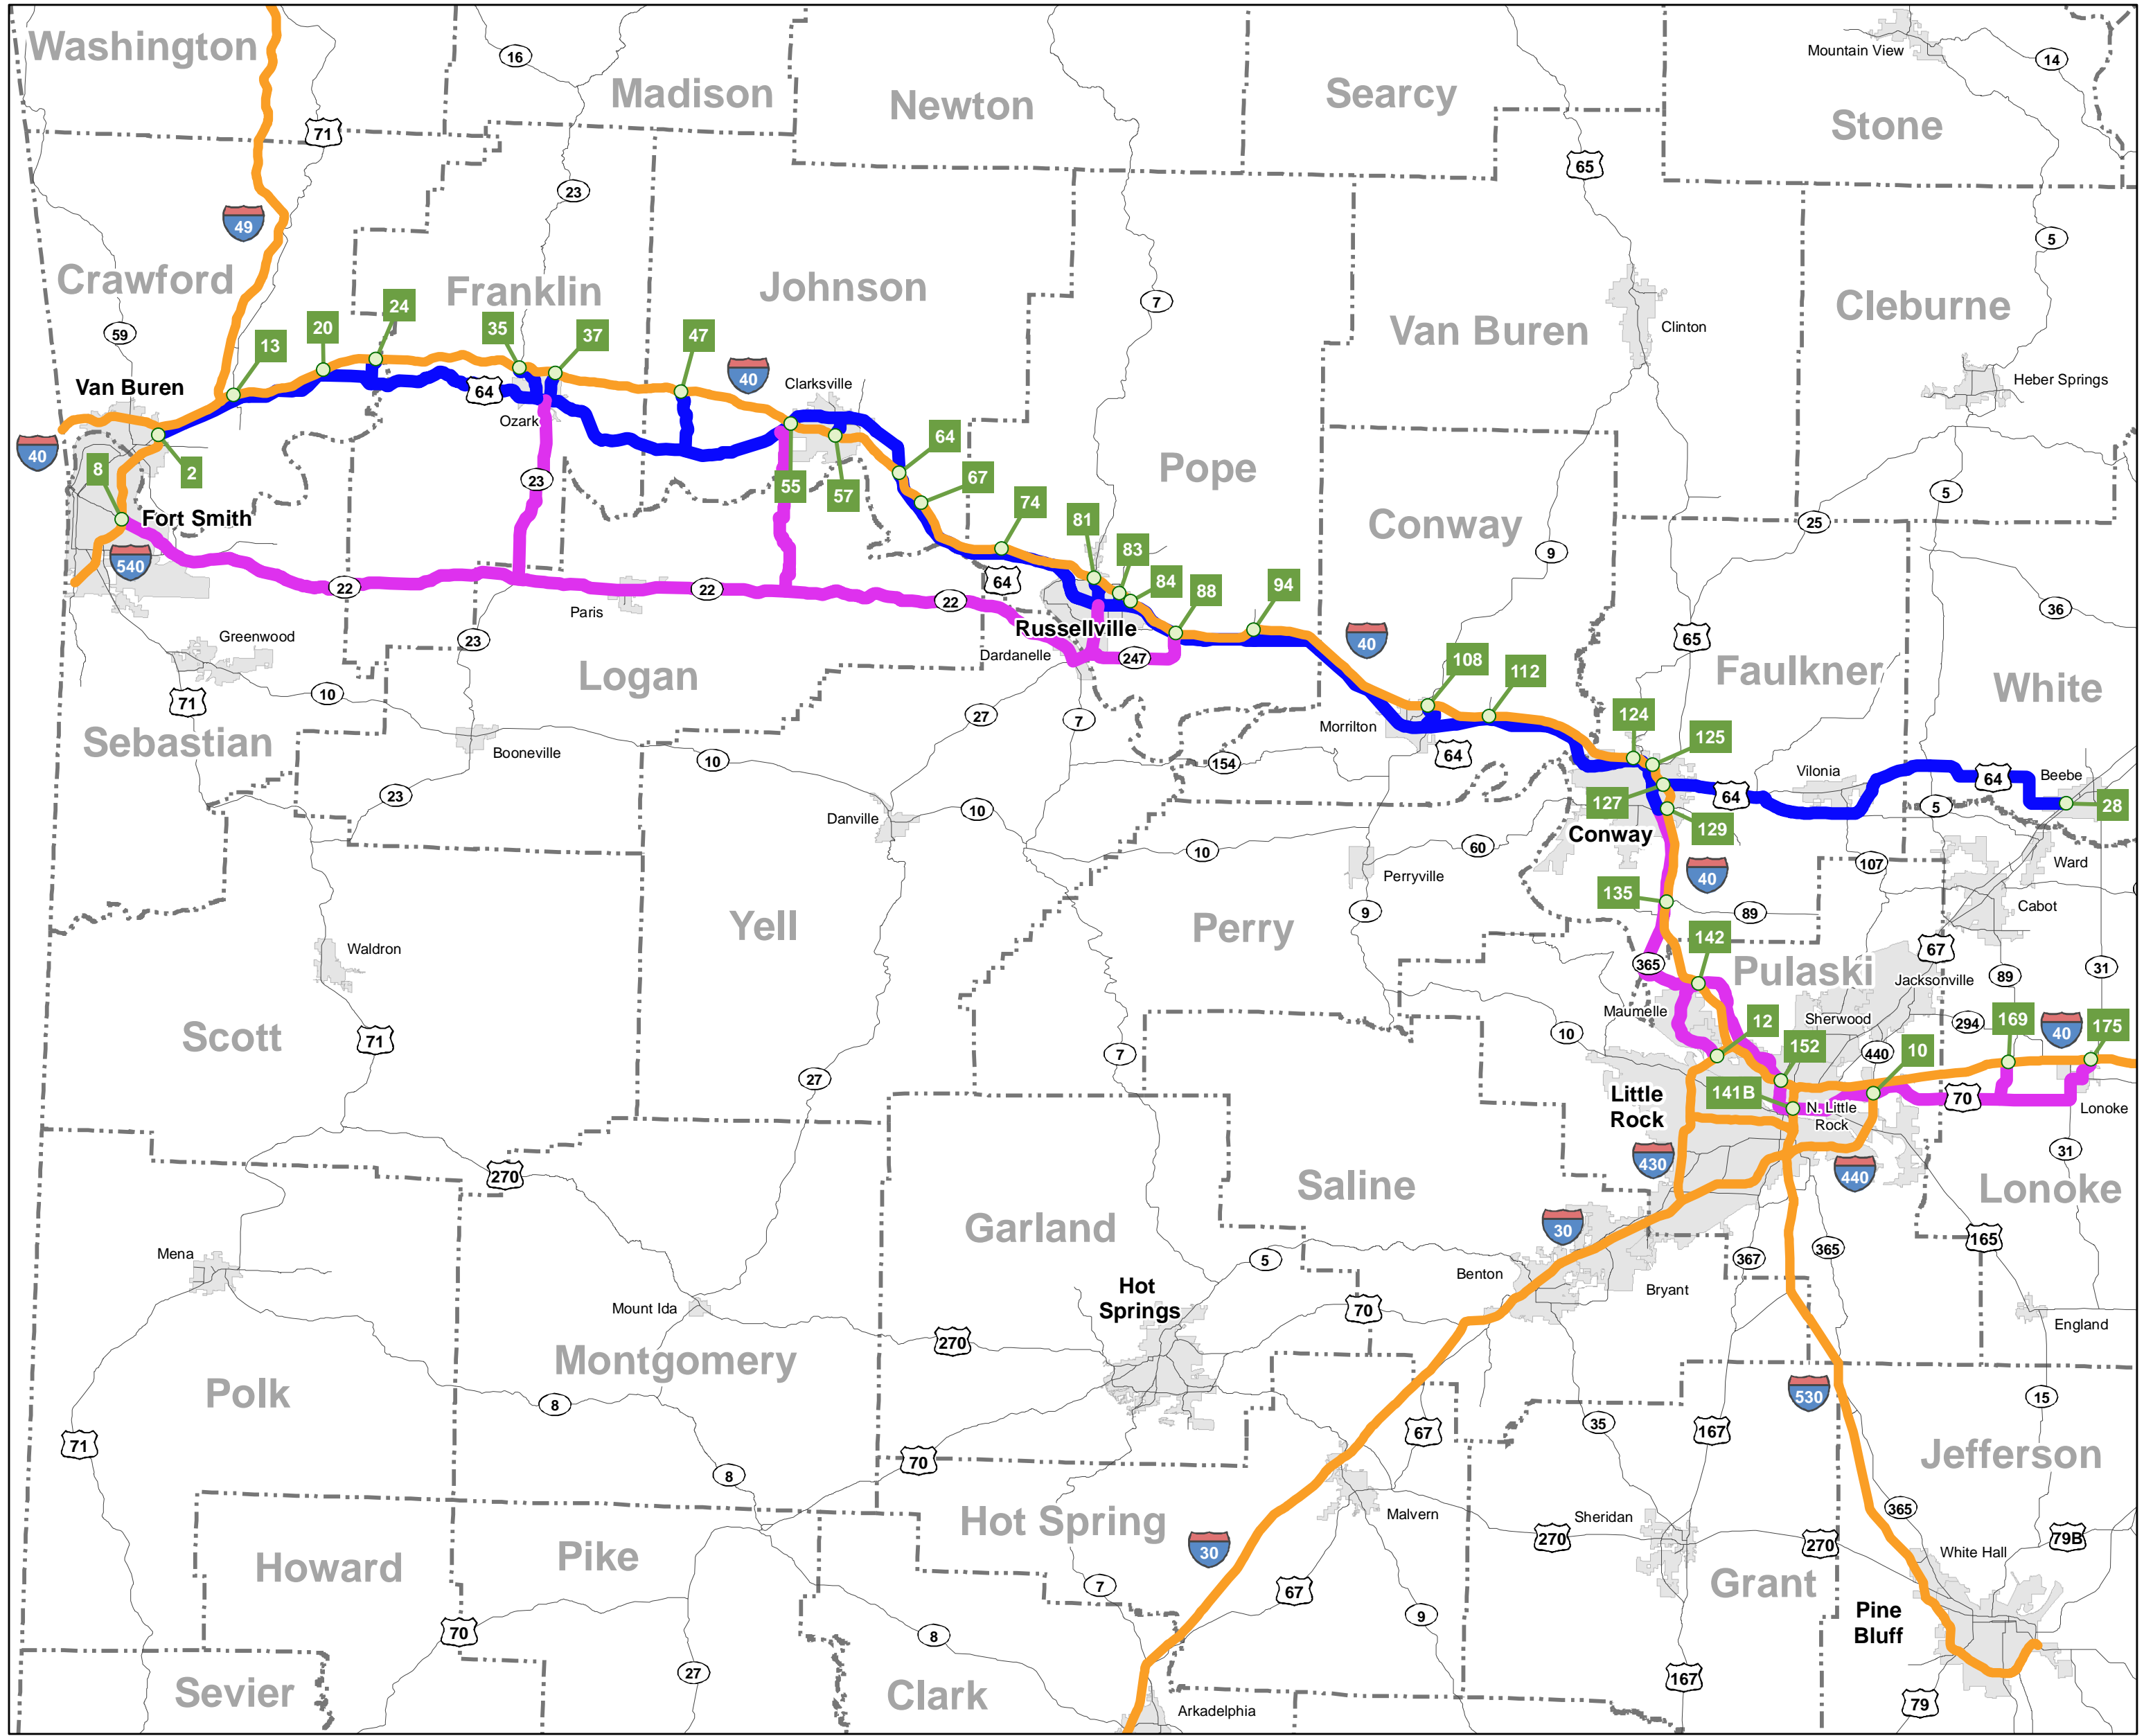 Washington
Madison
Newton
Searcy
Stone
Mountain View
16
14
71
23
65
49
5
Crawford
Franklin
Johnson
Van Buren
Cleburne
59
7
Clinton
13
20
24
35
37
47
40
Clarksville
Heber Springs
Van Buren
64
Ozark
40
8
2
Fort Smith
540
23
55
57
64
67
74
81
83
84
88
94
Pope
Conway
9
25
5
22
22
22
64
Paris
Russellville
Dardanelle
247
40
65
36
Greenwood
23
Logan
Faulkner
White
71
10
27
7
108
112
124
125
Sebastian
Booneville
10
154
Morrilton
64
Vilonia
64
Beebe
64
28
23
Danville
10
127
129
5
Conway
10
60
107
Ward
Perryville
40
135
89
Cabot
9
Yell
Perry
Waldron
142
365
Pulaski
67
Jacksonville
89
31
Scott
71
7
10
Maumelle
12
Sherwood
294
169
40
175
27
152
440
10
141B
Little
Rock
N. Little
Rock
70
Lonoke
430
440
31
270
Saline
Lonoke
Garland
30
165
Mena
5
Benton
367
365
Bryant
Mount Ida
Hot
Springs
70
England
270
Montgomery
Polk
8
530
15
71
67
35
167
Jefferson
70
8
Hot Spring
Malvern
365
Sheridan
270
270
79B
Howard
Pike
30
White Hall
7
67
Grant
70
8
9
Pine
Bluff
27
167
Sevier
Clark
Arkadelphia
79